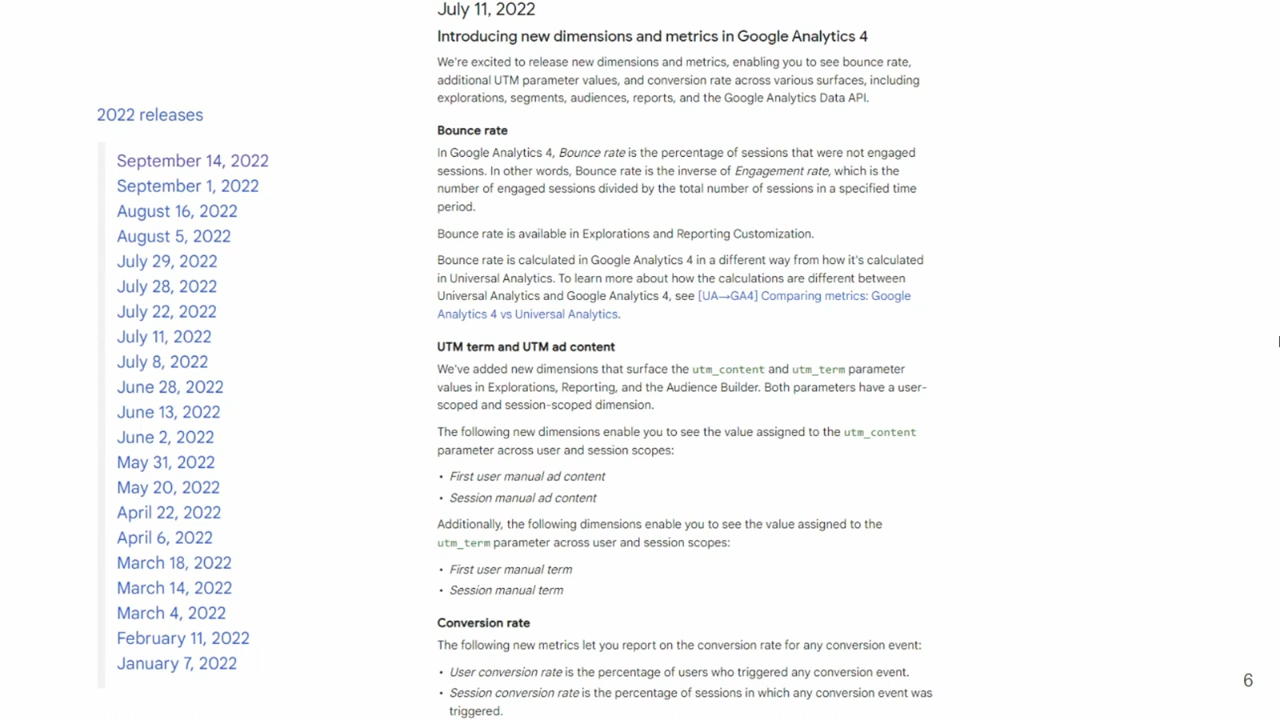 2022 releases
September 14, 2022
September 1, 2022
August 16, 2022
August 5, 2022
July 29, 2022
July 28, 2022
July 22, 2022
July 11, 2022
July 8, 2022
June 28, 2022
June 13, 2022
June 2, 2022
May 31, 2022
May 20, 2022
April 22, 2022
April 6, 2022
March 18, 2022
March 14, 2022
March 4, 2022
February 11, 2022
January 7, 2022
July 11, 2022
Introducing new dimensions and metrics in Google Analytics 4
We're excited to release new dimensions and metrics, enabling you to see bounce rate,
additional UTM parameter values, and conversion rate across various surfaces, including
explorations, segments, audiences, reports, and the Google Analytics Data API.
Bounce rate
In Google Analytics 4, Bounce rate is the percentage of sessions that were not engaged
sessions. In other words, Bounce rate is the inverse of Engagement rate, which is the
number of engaged sessions divided by the total number of sessions in a specified time
period.
Bounce rate is available in Explorations and Reporting Customization.
Bounce rate is calculated in Google Analytics 4 in a different way from how it's calculated
in Universal Analytics. To learn more about how the calculations are different between
Universal Analytics and Google Analytics 4, see [UA→GA4] Comparing metrics: Google
Analytics 4 vs Universal Analytics.
UTM term and UTM ad content
We've added new dimensions that surface the utm_content and utm_term parameter
values in Explorations, Reporting, and the Audience Builder. Both parameters have a user-
scoped and session-scoped dimension.
The following new dimensions enable you to see the value assigned to the utm_content
parameter across user and session scopes:
• First user manual ad content
• Session manual ad content
Additionally, the following dimensions enable you to see the value assigned to the
utm_term parameter across user and session scopes:
• First user manual term
• Session manual term
Conversion rate
The following new metrics let you report on the conversion rate for any conversion event:
• User conversion rate is the percentage of users who triggered any conversion event.
• Session conversion rate is the percentage of sessions in which any conversion event was
triggered.
6